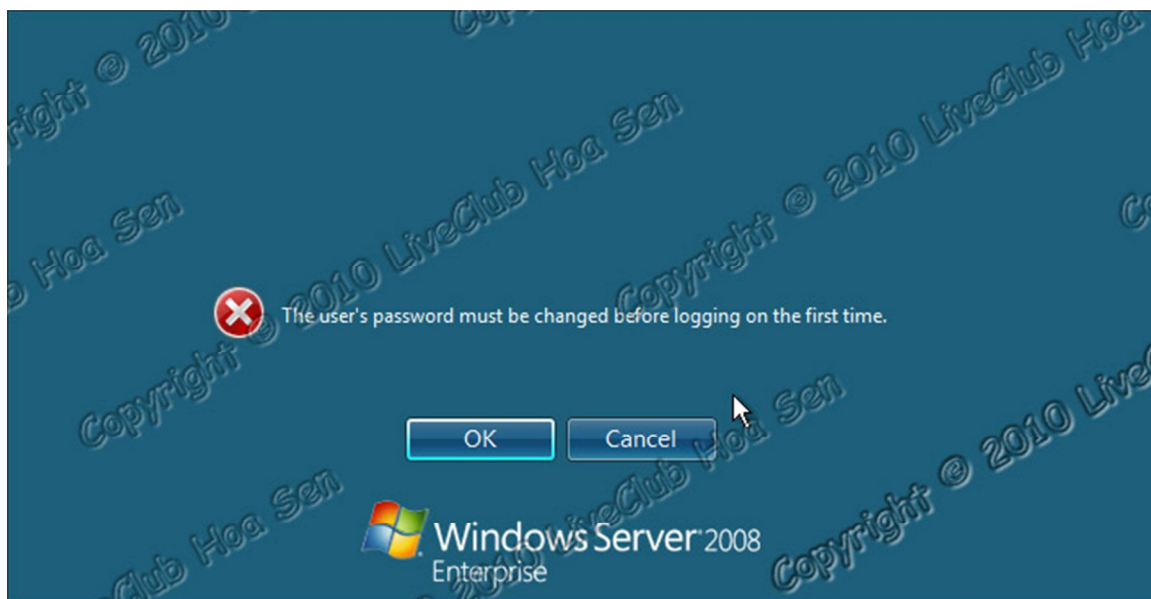 Copyright © 2010 LiveClub Hoa Sen
The user's password must be changed before logging on the first time.
OK
Cancel
Windows Server 2008
Enterprise